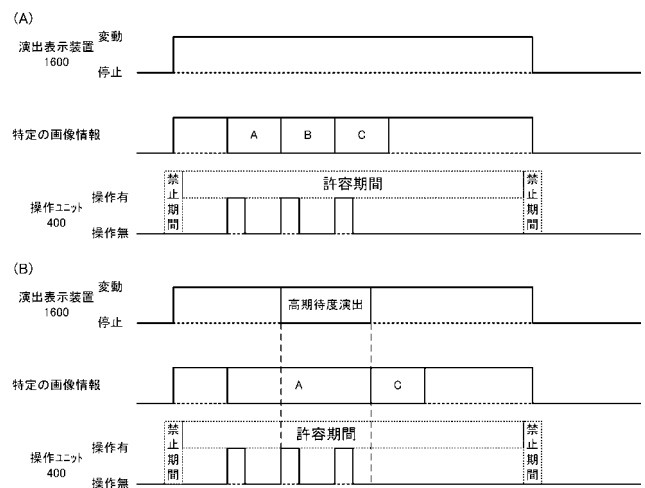 (A)
演出表示装置
1600
変動
停止
特定の画像情報
A
B
C
操作ユニット
400
操作有
操作無
禁止期間
許容期間
禁止期間
(B)
演出表示装置
1600
変動
停止
高期待度演出
特定の画像情報
A
C
操作ユニット
400
操作有
操作無
禁止期間
許容期間
禁止期間